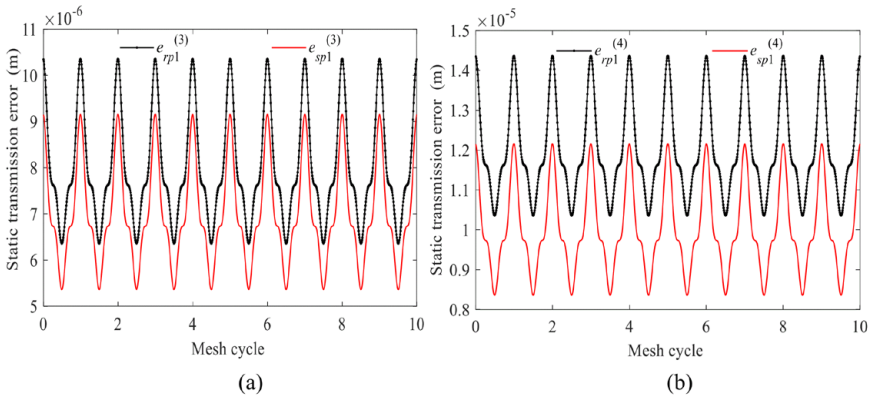 ×10⁻⁶
e_rp1^(3) e_sp1^(3)
Static transmission error (m)
11
10
9
8
7
6
5
0 2 4 6 8 10
Mesh cycle
(a)
×10⁻⁵
e_rp1^(4) e_sp1^(4)
Static transmission error (m)
1.5
1.4
1.3
1.2
1.1
1
0.9
0.8
0 2 4 6 8 10
Mesh cycle
(b)